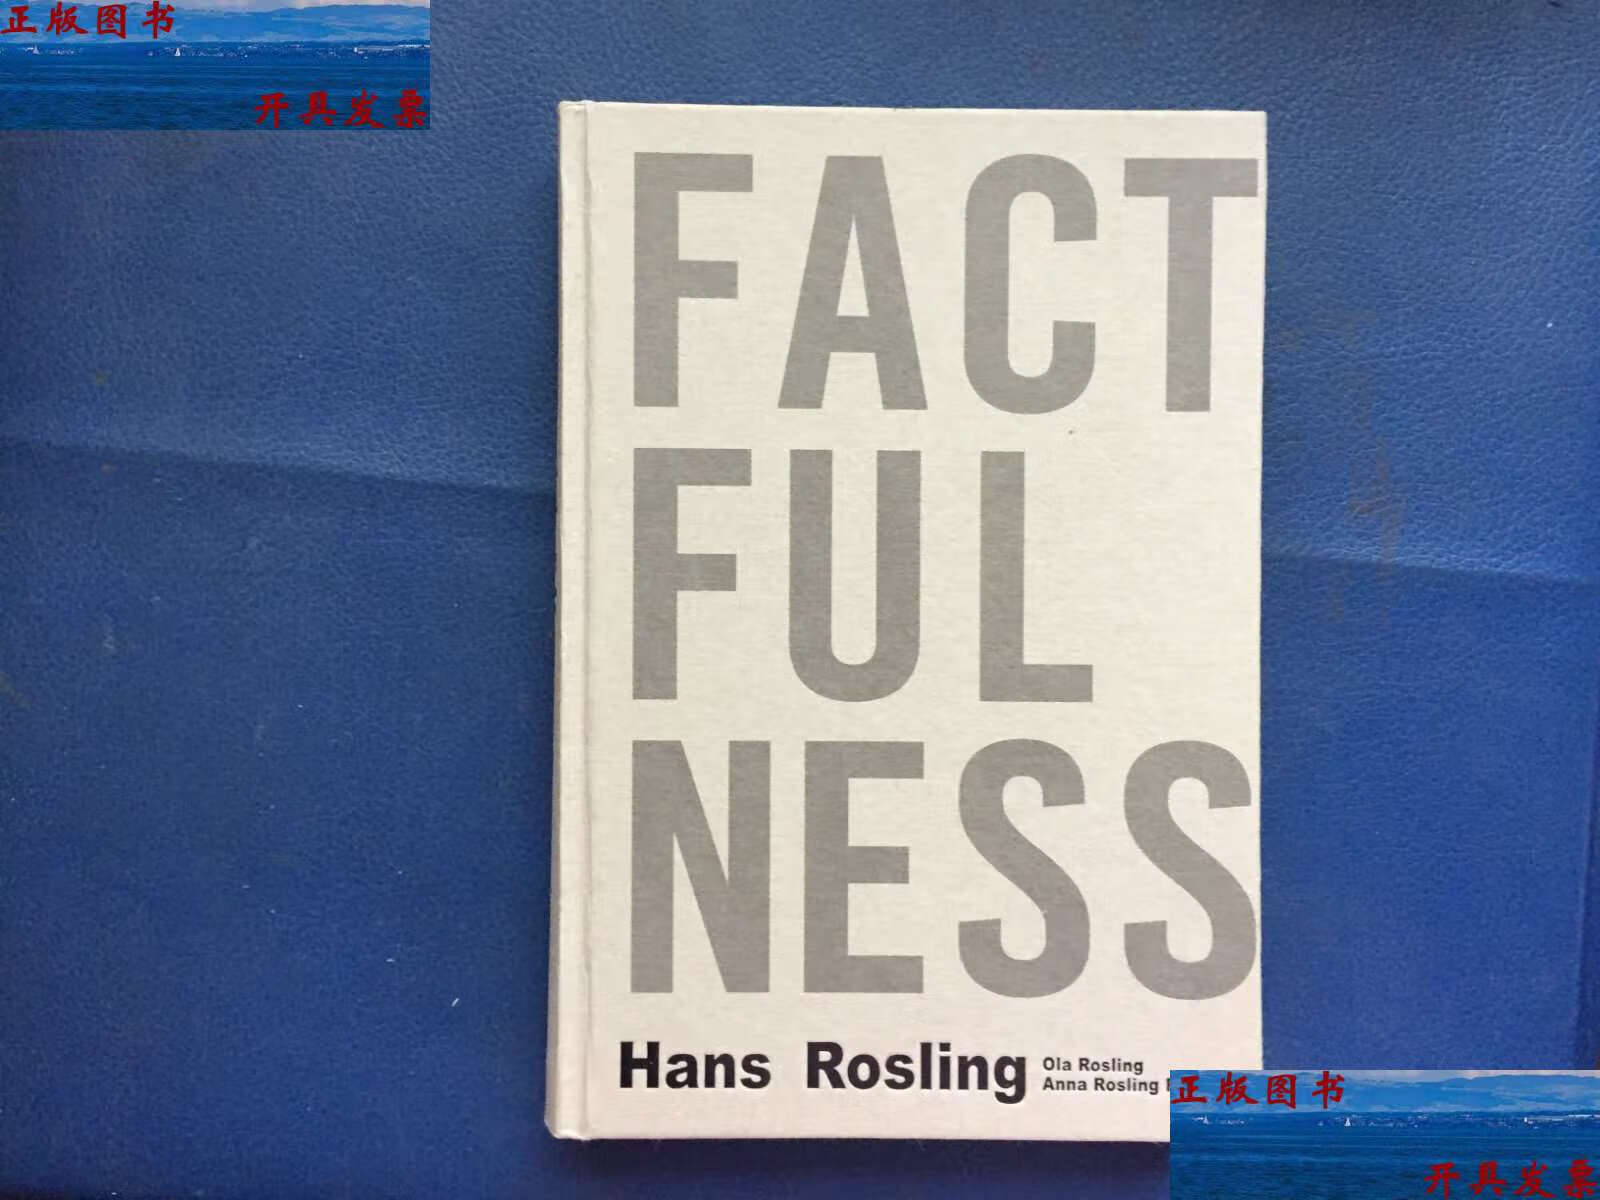 正版图书
开具发票
FACT
FUL
NESS
Hans Rosling
Ola Rosling
Anna Rosling
正版图书
开具发票